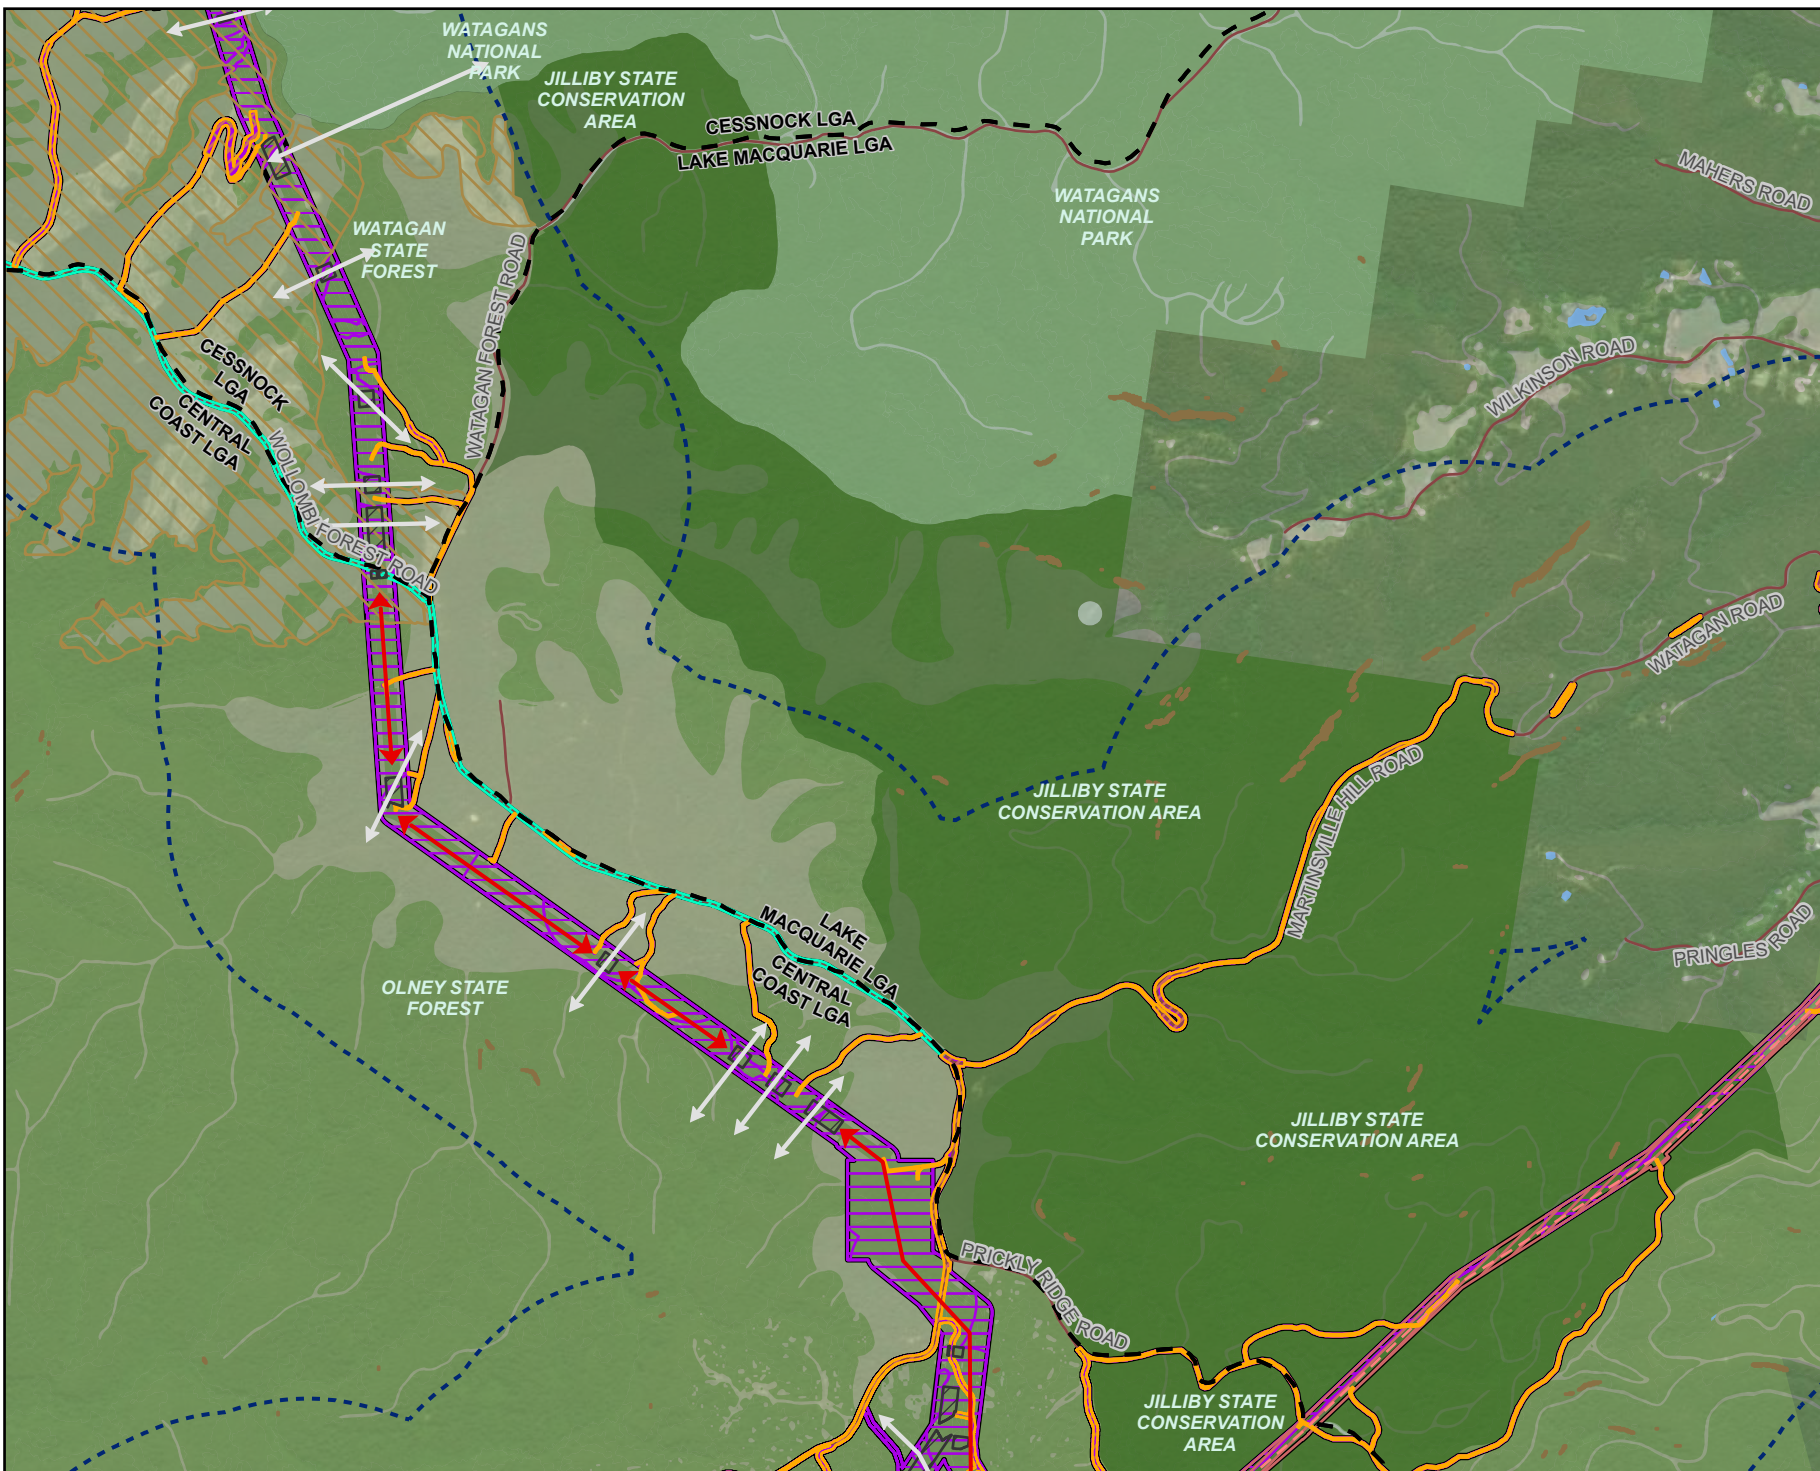 WATAGANS
NATIONAL
PARK
JILLIBY STATE
CONSERVATION
AREA
CESSNOCK LGA
LAKE MACQUARIE LGA
MAHERS ROAD
WATAGANS
NATIONAL
PARK
WATAGAN
STATE
FOREST
WATAGAN FOREST ROAD
CESSNOCK
LGA
CENTRAL
COAST LGA
WILKINSON ROAD
WOLLOMBI FOREST ROAD
WATAGAN ROAD
JILLIBY STATE
CONSERVATION AREA
MARTINSVILLE HILL ROAD
LAKE
MACQUARIE LGA
CENTRAL
COAST LGA
PRINGLES ROAD
OLNEY STATE
FOREST
JILLIBY STATE
CONSERVATION AREA
PRICKLY RIDGE ROAD
JILLIBY STATE
CONSERVATION
AREA